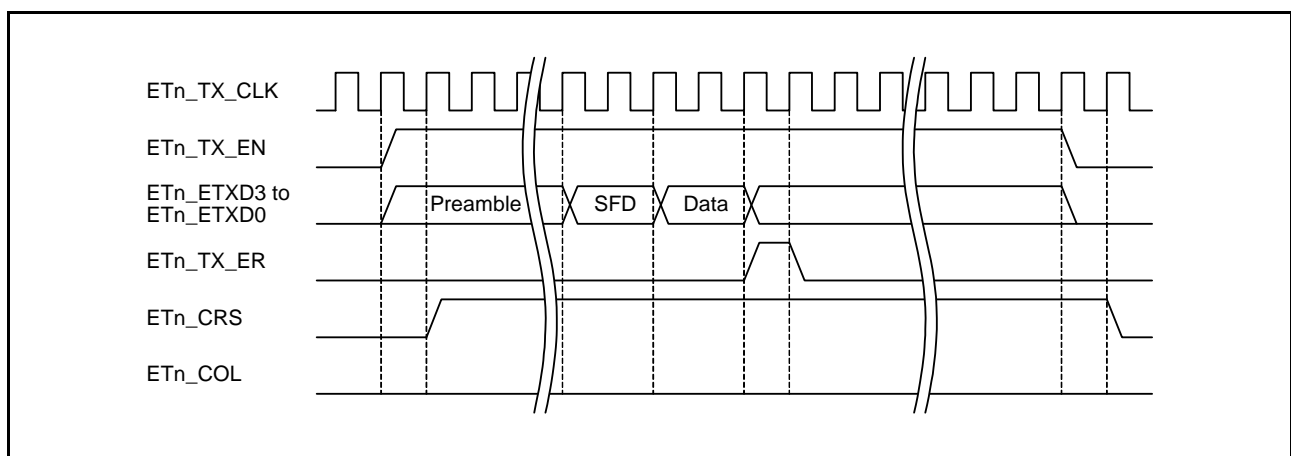 ETn_TX_CLK
ETn_TX_EN
ETn_ETXD3 to
ETn_ETXD0
Preamble
SFD
Data
ETn_TX_ER
ETn_CRS
ETn_COL